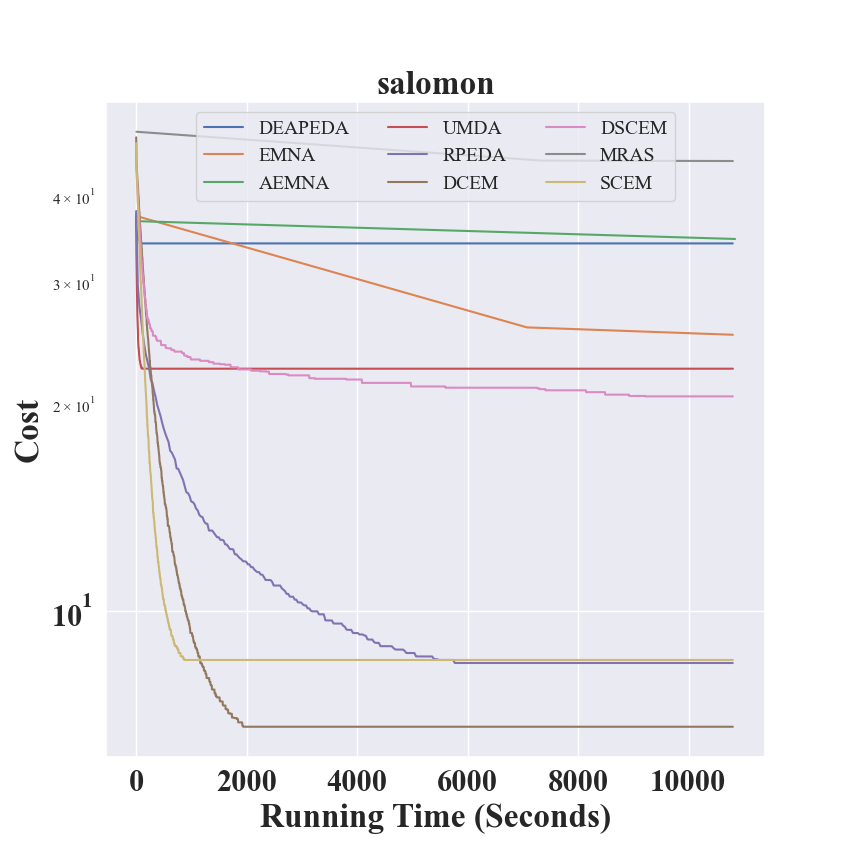 salomon
DEAPEDA UMDA DSCEM
EMNA RPEDA MRAS
AEMNA DCEM SCEM
4 × 10¹
3 × 10¹
2 × 10¹
10¹
Cost
0 2000 4000 6000 8000 10000
Running Time (Seconds)